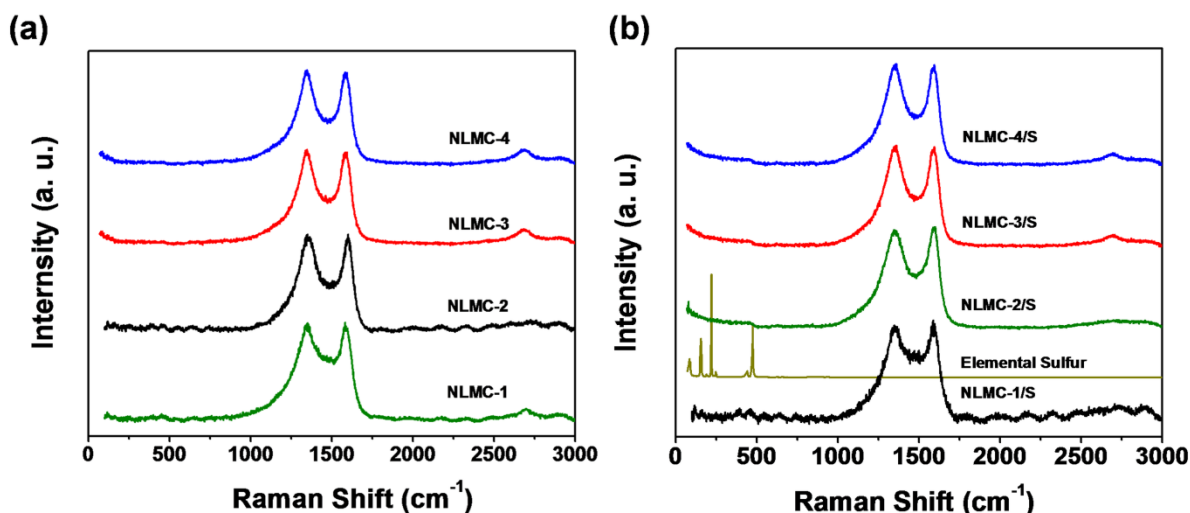 (a)
Internsity (a. u.)
NLMC-4
NLMC-3
NLMC-2
NLMC-1
0 500 1000 1500 2000 2500 3000
Raman Shift (cm⁻¹)
(b)
Intensity (a. u.)
NLMC-4/S
NLMC-3/S
NLMC-2/S
Elemental Sulfur
NLMC-1/S
0 500 1000 1500 2000 2500 3000
Raman Shift (cm⁻¹)